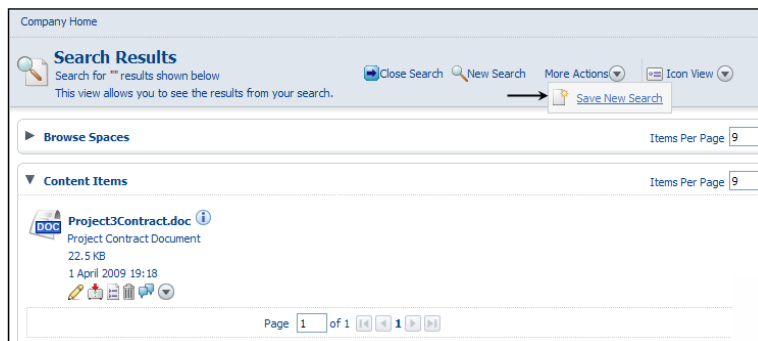 Company Home
Search Results
Search for "" results shown below
This view allows you to see the results from your search.
Close Search New Search More Actions Icon View
Save New Search
Browse Spaces Items Per Page 9
Content Items Items Per Page 9
DOC Project3Contract.doc
Project Contract Document
22.5 KB
1 April 2009 19:18
Page 1 of 1 1